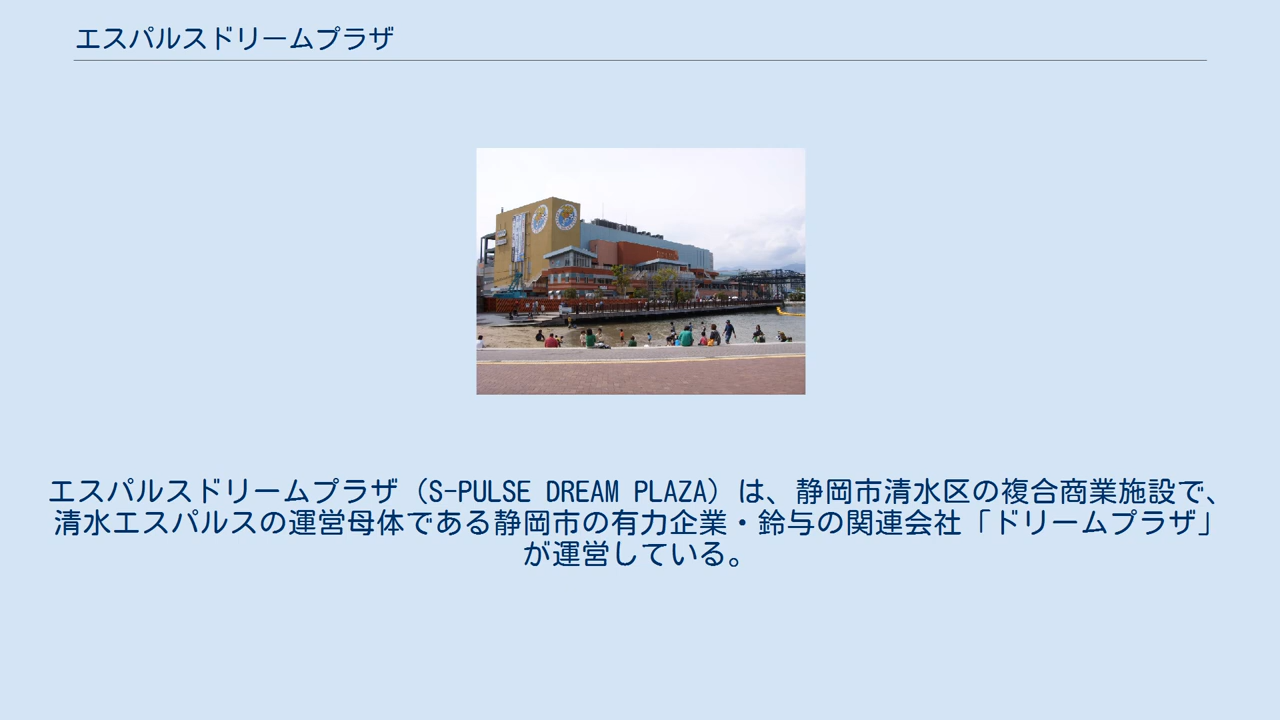 エスパルスドリームプラザ
エスパルスドリームプラザ（S-PULSE DREAM PLAZA）は、静岡市清水区の複合商業施設で、
清水エスパルスの運営母体である静岡市の有力企業・鈴与の関連会社「ドリームプラザ」
が運営している。